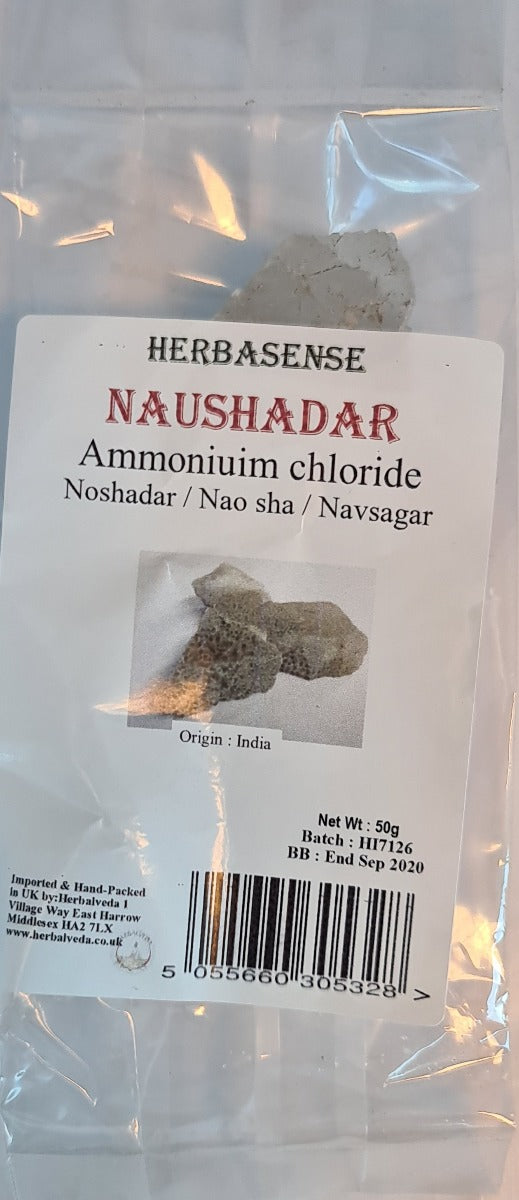 HERBASENSE
NAUSHADAR
Ammoniuim chloride
Noshadar / Nao sha / Navsagar
Origin : India
Net Wt : 50g
Batch : HI7126
BB : End Sep 2020
Imported & Hand-Packed
in UK by:Herbalveda 1
Village Way East Harrow
Middlesex HA2 7LX
www.herbalveda.co.uk
5 055660 305328 >